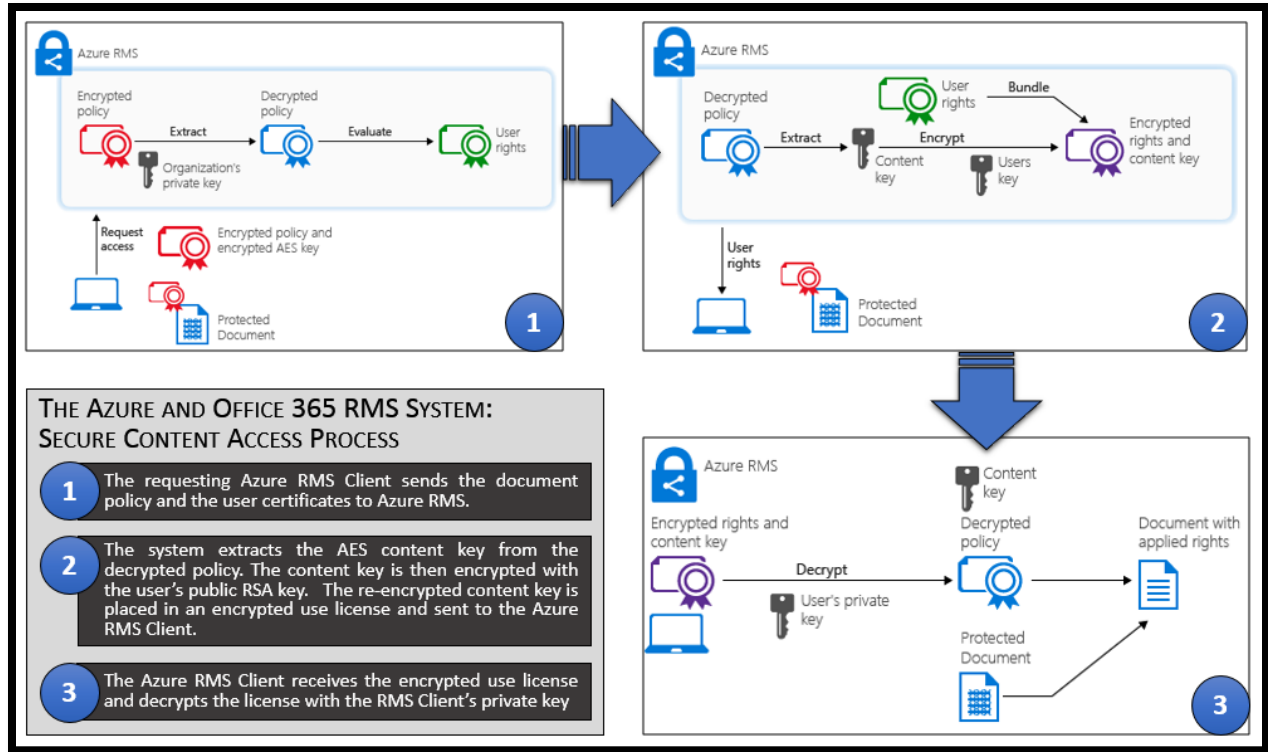 Azure RMS
Encrypted
policy
Extract
Organization's
private key
Decrypted
policy
Evaluate
User
rights
Request
access
Encrypted policy and
encrypted AES key
Protected
Document
1
Azure RMS
Decrypted
policy
Extract
Content
key
User
rights
Bundle
Encrypt
Users
key
Encrypted
rights and
content key
User
rights
Protected
Document
2
THE AZURE AND OFFICE 365 RMS SYSTEM:
SECURE CONTENT ACCESS PROCESS
1
The requesting Azure RMS Client sends the document
policy and the user certificates to Azure RMS.
2
The system extracts the AES content key from the
decrypted policy. The content key is then encrypted with
the user's public RSA key. The re-encrypted content key is
placed in an encrypted use license and sent to the Azure
RMS Client.
3
The Azure RMS Client receives the encrypted use license
and decrypts the license with the RMS Client's private key
Azure RMS
Encrypted rights and
content key
Decrypt
User's private
key
Content
key
Decrypted
policy
Document with
applied rights
Protected
Document
3